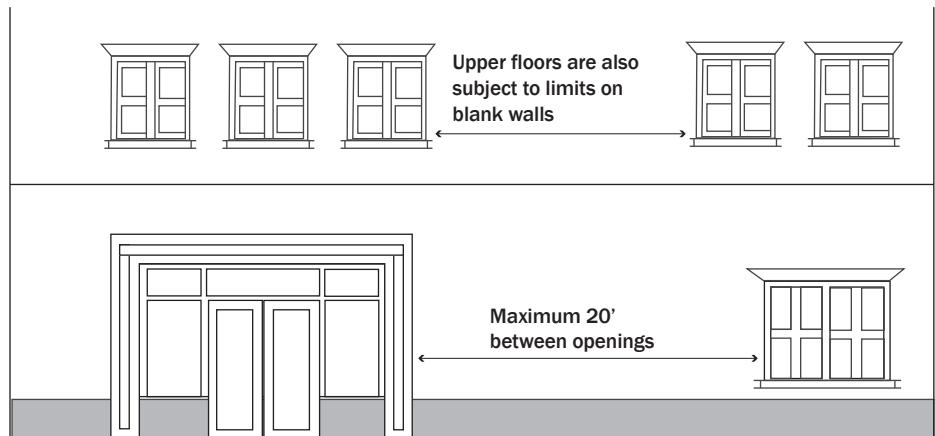 Upper floors are also
subject to limits on
blank walls
Maximum 20’
between openings